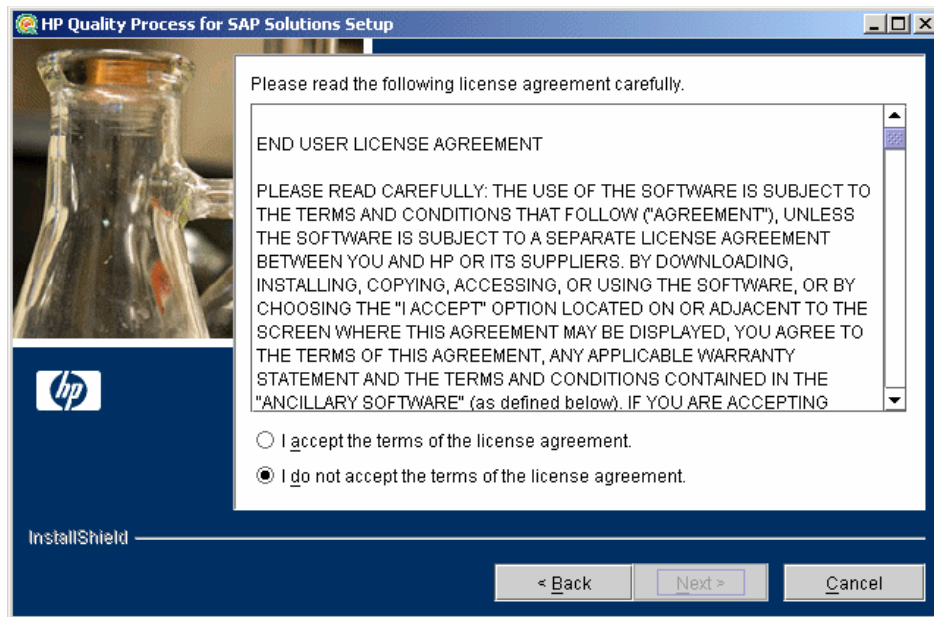 HP Quality Process for SAP Solutions Setup
Please read the following license agreement carefully.
END USER LICENSE AGREEMENT
PLEASE READ CAREFULLY: THE USE OF THE SOFTWARE IS SUBJECT TO
THE TERMS AND CONDITIONS THAT FOLLOW ("AGREEMENT"), UNLESS
THE SOFTWARE IS SUBJECT TO A SEPARATE LICENSE AGREEMENT
BETWEEN YOU AND HP OR ITS SUPPLIERS. BY DOWNLOADING,
INSTALLING, COPYING, ACCESSING, OR USING THE SOFTWARE, OR BY
CHOOSING THE "I ACCEPT" OPTION LOCATED ON OR ADJACENT TO THE
SCREEN WHERE THIS AGREEMENT MAY BE DISPLAYED, YOU AGREE TO
THE TERMS OF THIS AGREEMENT, ANY APPLICABLE WARRANTY
STATEMENT AND THE TERMS AND CONDITIONS CONTAINED IN THE
"ANCILLARY SOFTWARE" (as defined below). IF YOU ARE ACCEPTING
hp
I accept the terms of the license agreement.
I do not accept the terms of the license agreement.
InstallShield
< Back
Next >
Cancel